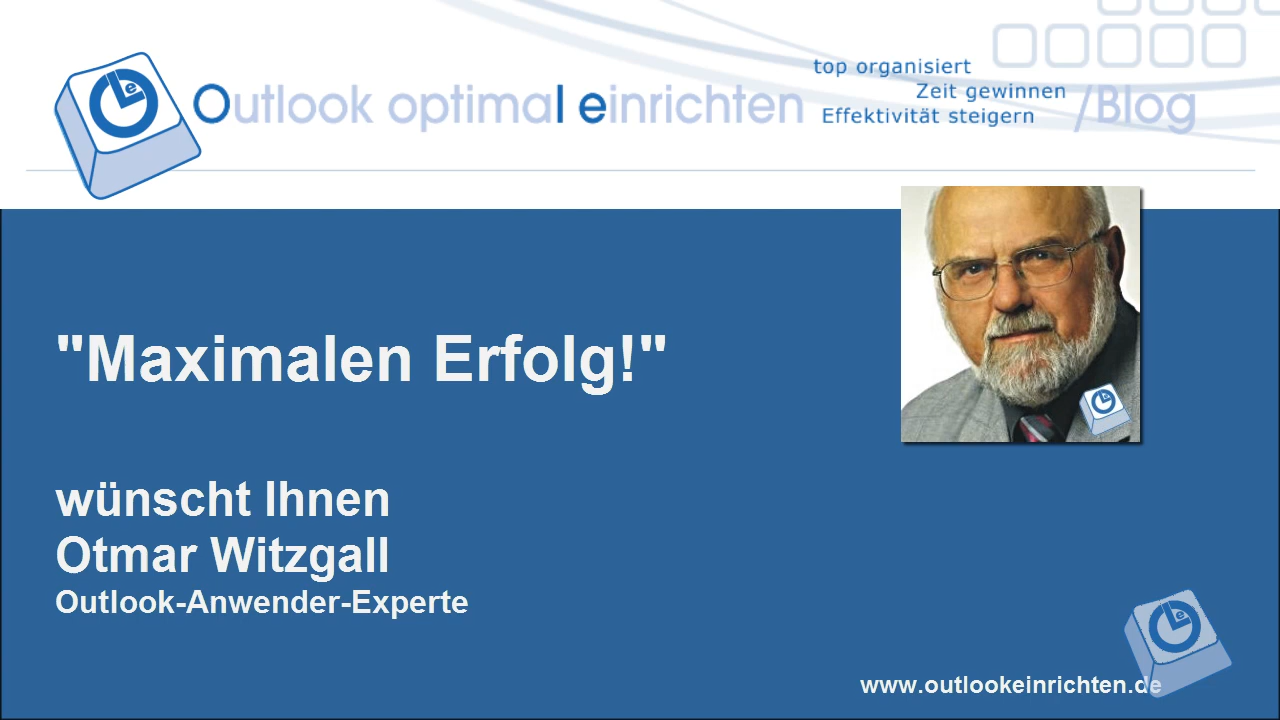 Outlook optimal einrichten
top organisiert
Zeit gewinnen
Effektivität steigern
/Blog
"Maximalen Erfolg!"
wünscht Ihnen
Otmar Witzgall
Outlook-Anwender-Experte
www.outlookeinrichten.de